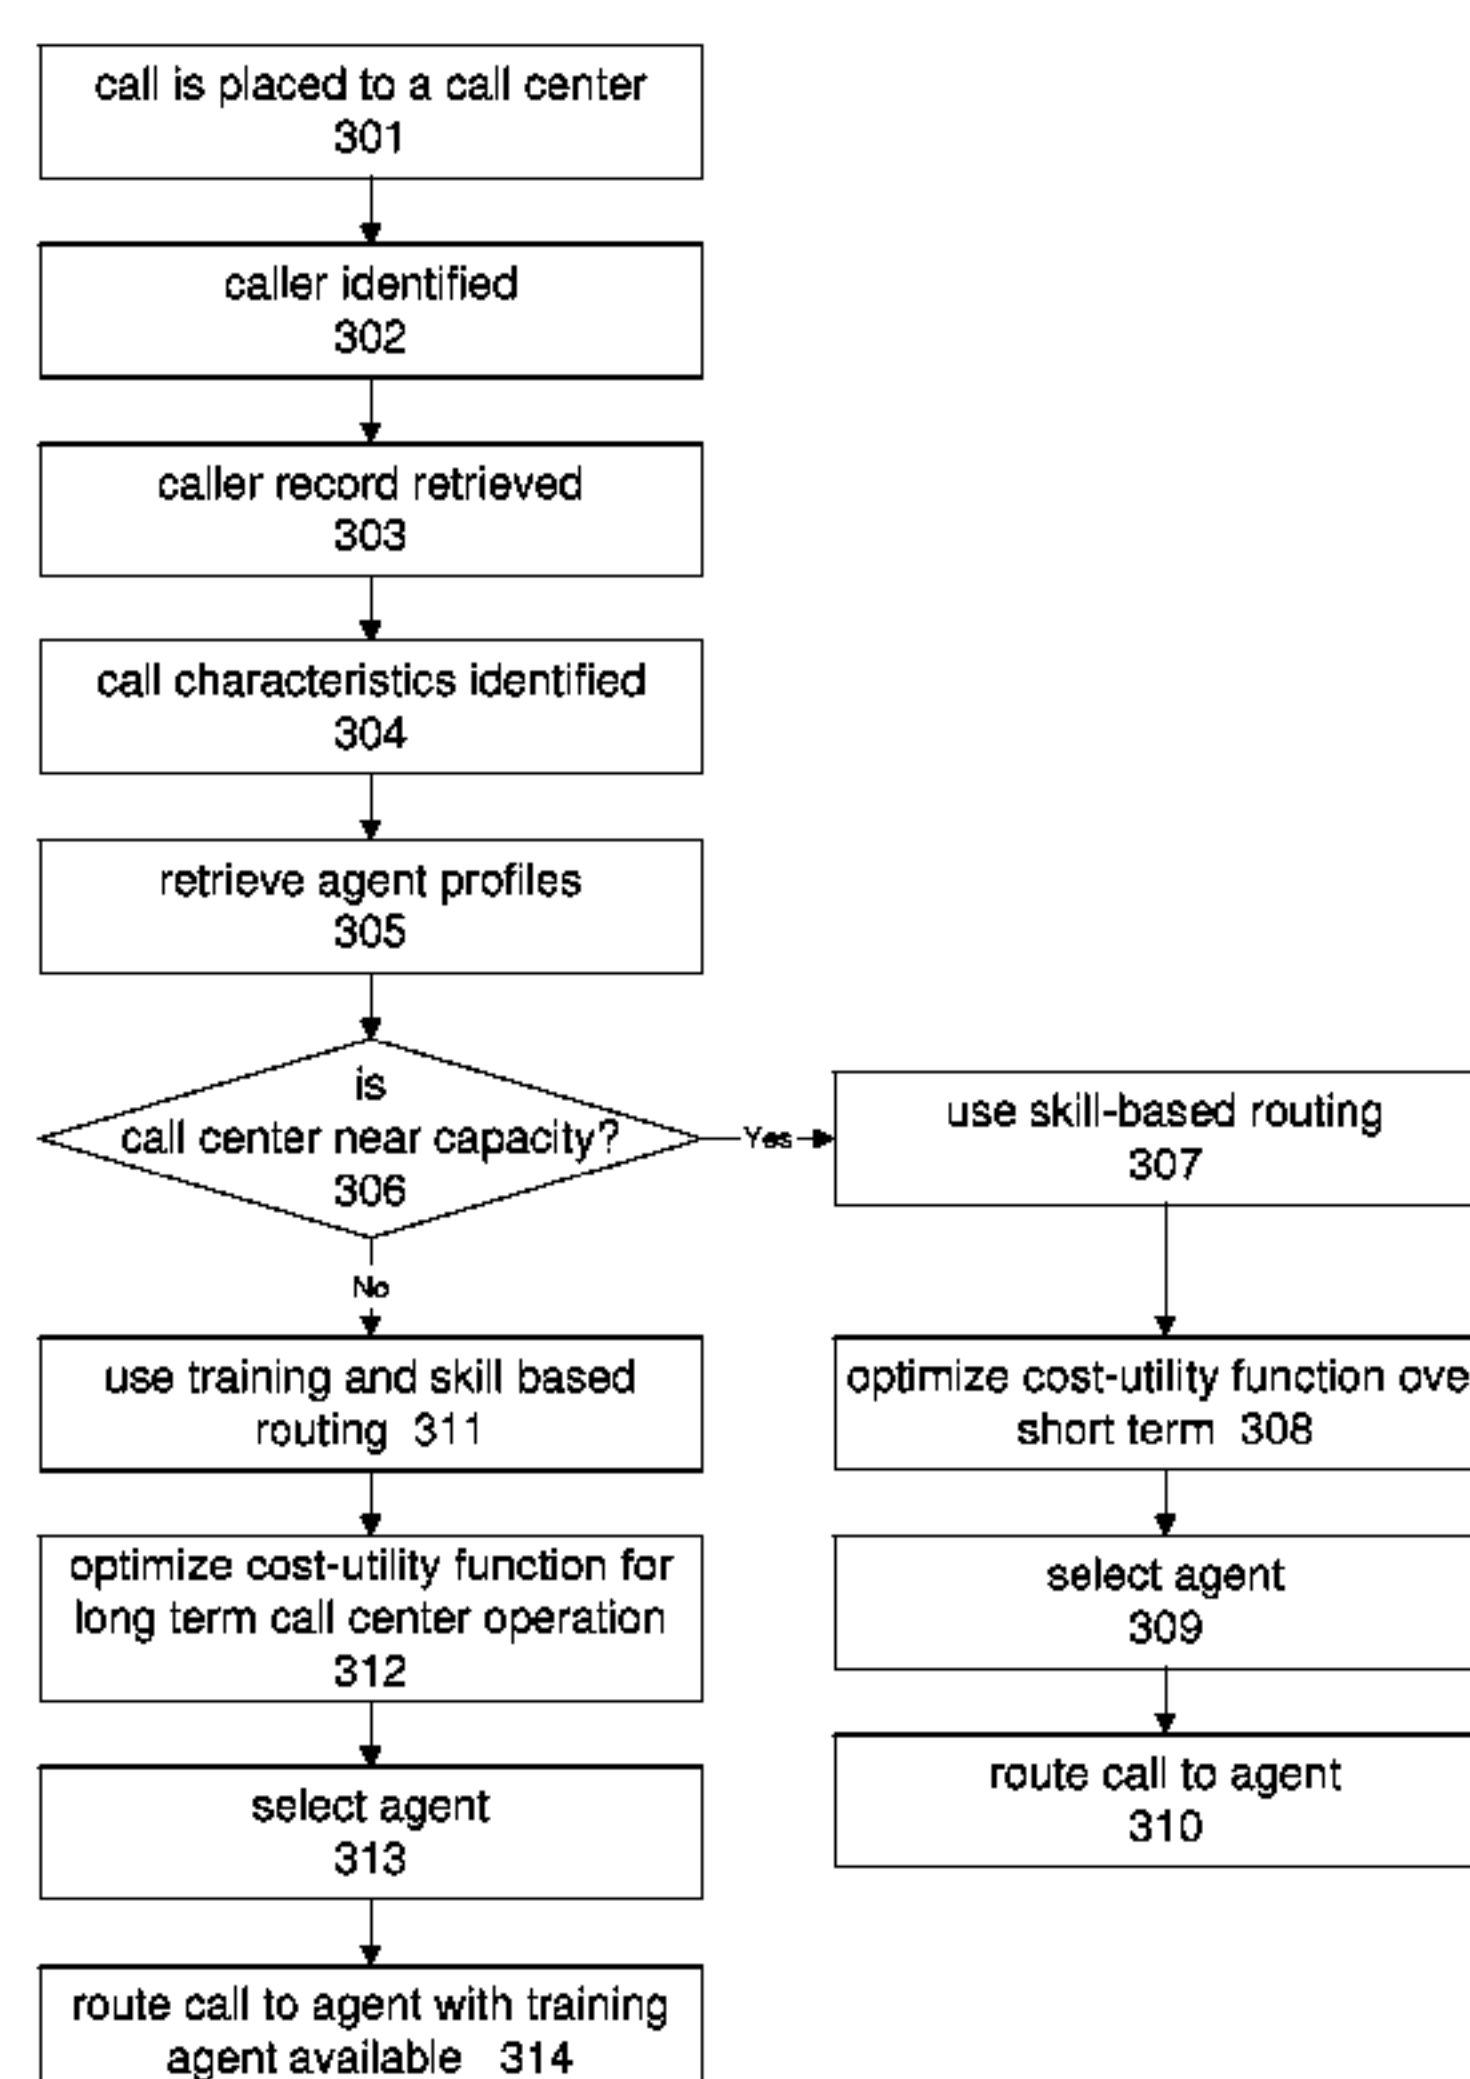 call is placed to a call center
301
caller identified
302
caller record retrieved
303
call characteristics identified
304
retrieve agent profiles
305
is
call center near capacity?
306
Yes
use skill-based routing
307
optimize cost-utility function ove
short term 308
select agent
309
route call to agent
310
No
use training and skill based
routing 311
optimize cost-utility function for
long term call center operation
312
select agent
313
route call to agent with training
agent available 314